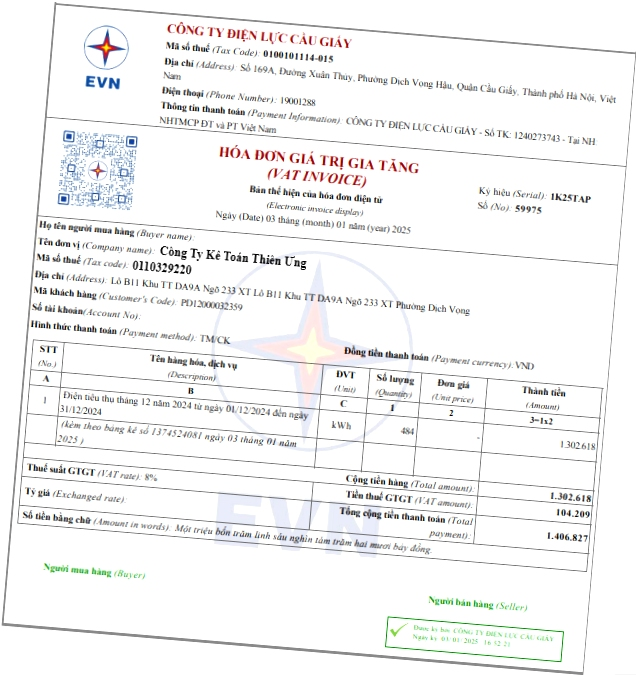 CÔNG TY ĐIỆN LỰC CẦU GIẤY
Mã số thuế (Tax Code): 0100101114-015
Địa chỉ (Address): Số 169A, Đường Xuân Thủy, Phường Dịch Vọng Hậu, Quận Cầu Giấy, Thành phố Hà Nội, Việt
Nam
Điện thoại (Phone Number): 19001288
Thông tin thanh toán (Payment Information): CÔNG TY ĐIỆN LỰC CẦU GIẤY - Số TK: 1240273743 - Tại NH
NHTMCP ĐT và PT Việt Nam
EVN
HÓA ĐƠN GIÁ TRỊ GIA TĂNG
(VAT INVOICE)
Bản thể hiện của hóa đơn điện tử
(Electronic invoice display)
Ngày (Date) 03 tháng (month) 01 năm (year) 2025
Ký hiệu (Serial): 1K25TAP
Số (No): 59975
Họ tên người mua hàng (Buyer name):
Tên đơn vị (Company name): Công Ty Kế Toán Thiên Ưng
Mã số thuế (Tax code): 0110329220
Địa chỉ (Address): Lô B11 Khu TT DA9A Ngõ 233 XT Lô B11 Khu TT DA9A Ngõ 233 XT Phường Dịch Vọng
Mã khách hàng (Customer's Code): PD12000032359
Số tài khoản(Account No):
Hình thức thanh toán (Payment method): TM/CK
Đồng tiền thanh toán (Payment currency): VND
STT Tên hàng hóa, dịch vụ ĐVT Số lượng Đơn giá Thành tiền
(No.) (Description) (Unit) (Quantity) (Unit price) (Amount)
A B C 1 2 3=1x2
1 Điện tiêu thụ tháng 12 năm 2024 từ ngày 01/12/2024 đến ngày
31/12/2024 kWh 484 - 1.302.618
(kèm theo bảng kê số 1374524081 ngày 03 tháng 01 năm
2025 )
Cộng tiền hàng (Total amount): 1.302.618
Thuế suất GTGT (VAT rate): 8% Tiền thuế GTGT (VAT amount): 104.209
Tỷ giá (Exchanged rate): Tổng cộng tiền thanh toán (Total
payment): 1.406.827
Số tiền bằng chữ (Amount in words): Một triệu bốn trăm linh sáu nghìn tám trăm hai mươi bảy đồng.
EVN
Người mua hàng (Buyer)
Người bán hàng (Seller)
Được ký bởi CÔNG TY ĐIỆN LỰC CẦU GIẤY
Ngày ký 03/01/2025 16:52:21